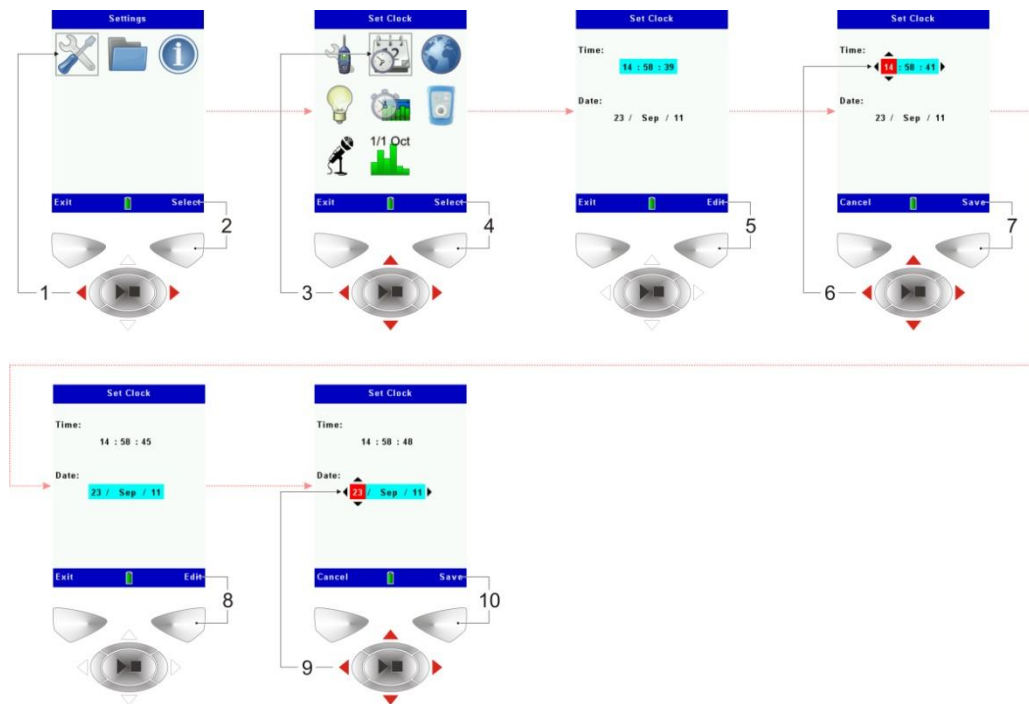 Settings
Exit
Select
2
1
Set Clock
1/1 Oct
Exit
Select
4
3
Set Clock
Time:
14 : 58 : 39
Date:
23 / Sep / 11
Exit
Edit
5
Set Clock
Time:
14 : 58 : 41
Date:
23 / Sep / 11
Cancel
Save
7
6
Set Clock
Time:
14 : 58 : 45
Date:
23 / Sep / 11
Exit
Edit
8
Set Clock
Time:
14 : 58 : 48
Date:
23 / Sep / 11
Cancel
Save
10
9